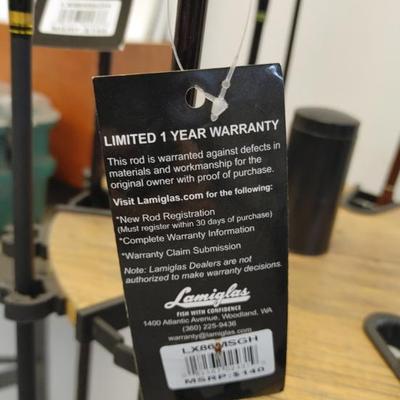 MSRP: $140
LIMITED 1 YEAR WARRANTY
This rod is warranted against defects in
materials and workmanship for the
original owner with proof of purchase.
Visit Lamiglas.com for the following:
*New Rod Registration
(Must register within 30 days of purchase)
*Complete Warranty Information
*Warranty Claim Submission
Note: Lamiglas Dealers are not
authorized to make warranty decisions.
Lamiglas
FISH WITH CONFIDENCE
1400 Atlantic Avenue, Woodland, WA
(360) 225-9436
warranty@lamiglas.com
LX86MSGH
MSRP: $140